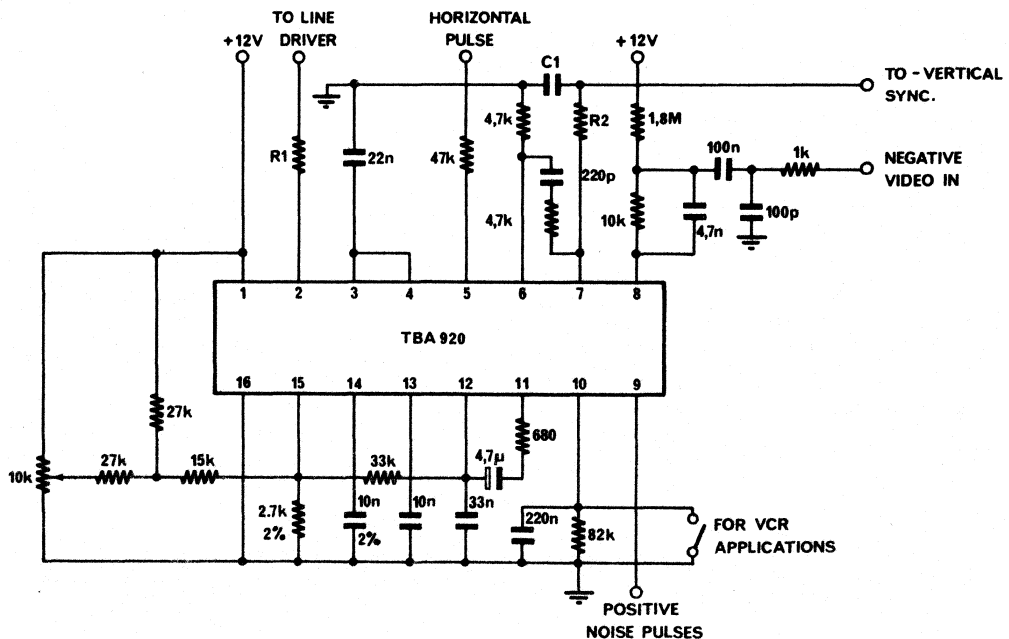 TO LINE
DRIVER
HORIZONTAL
PULSE
+12V
+12V
C1
TO - VERTICAL
SYNC.
4,7k
R2
1,8M
100n
1k
R1
22n
47k
220p
NEGATIVE
VIDEO IN
4,7k
10k
4,7n
100p
1 2 3 4 5 6 7 8
TBA 920
16 15 14 13 12 11 10 9
27k
680
10k
27k
15k
33k
4,7µ
2.7k
2%
10n
2%
10n
33n
220n
82k
FOR VCR
APPLICATIONS
POSITIVE
NOISE PULSES